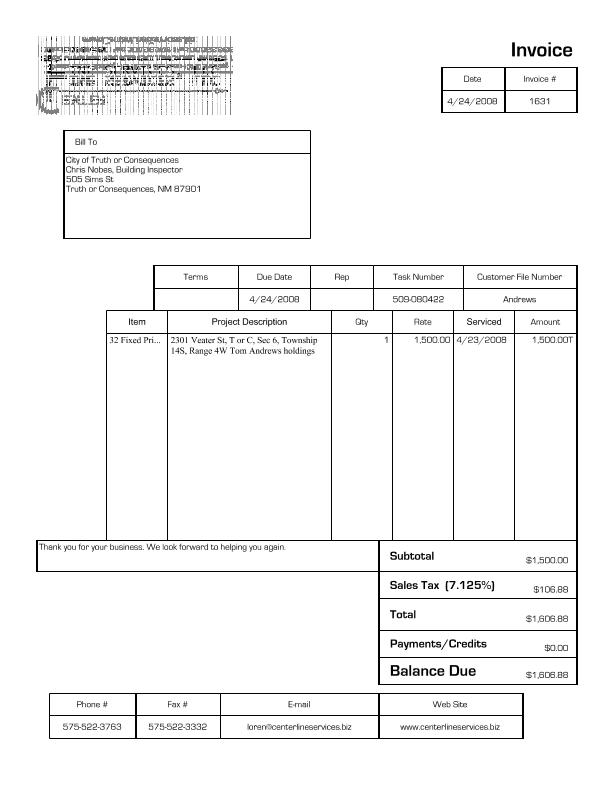 Invoice
Date Invoice #
4/24/2008 1631
Bill To
City of Truth or Consequences
Chris Nobes, Building Inspector
505 Sims St
Truth or Consequences, NM 87901
Terms Due Date Rep Task Number Customer File Number
4/24/2008 509-080422 Andrews
Item Project Description Qty Rate Serviced Amount
32 Fixed Pri... 2301 Veater St, T or C, Sec 6, Township 1 1,500.00 4/23/2008 1,500.00T
14S, Range 4W Tom Andrews holdings
Thank you for your business. We look forward to helping you again.
Subtotal $1,500.00
Sales Tax (7.125%) $106.88
Total $1,606.88
Payments/Credits $0.00
Balance Due $1,606.88
Phone # Fax # E-mail Web Site
575-522-3763 575-522-3332 loren@centerlineservices.biz www.centerlineservices.biz